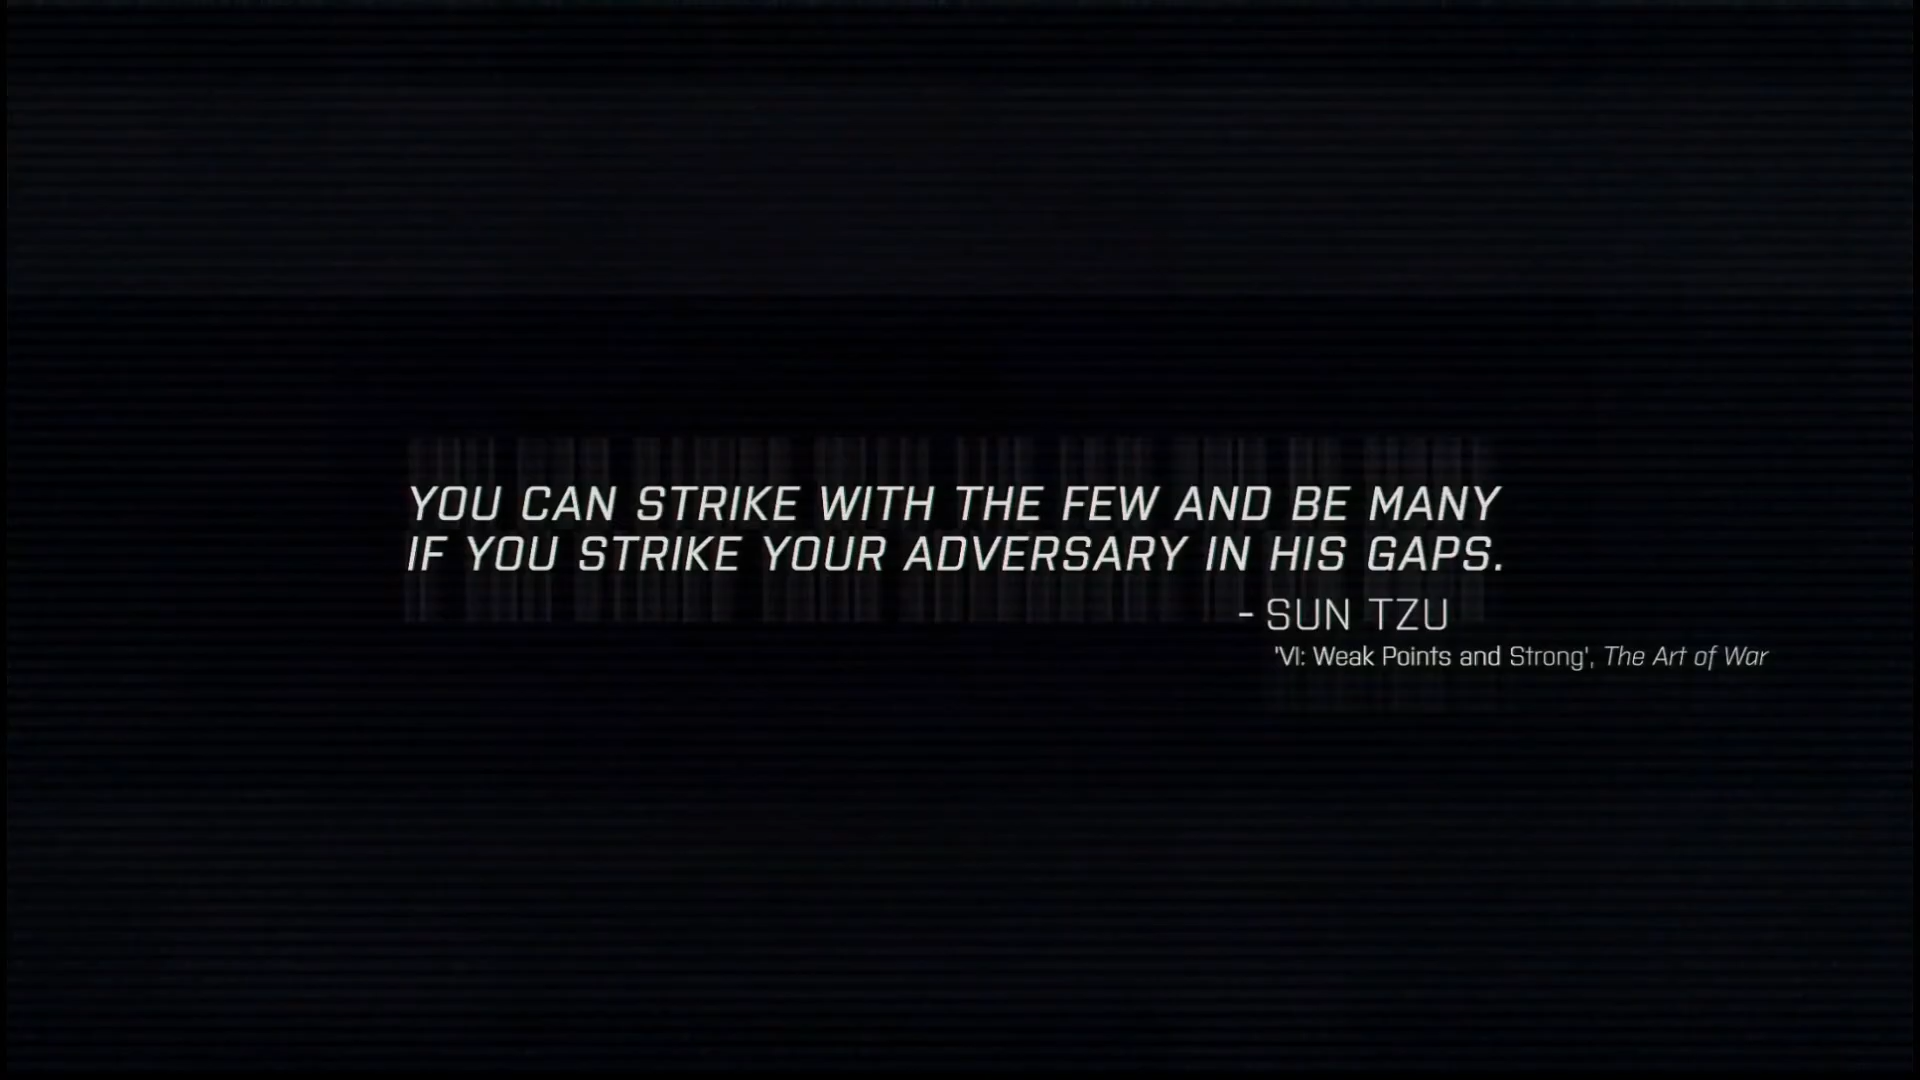 YOU CAN STRIKE WITH THE FEW AND BE MANY
IF YOU STRIKE YOUR ADVERSARY IN HIS GAPS.
- SUN TZU
'VI: Weak Points and Strong', The Art of War